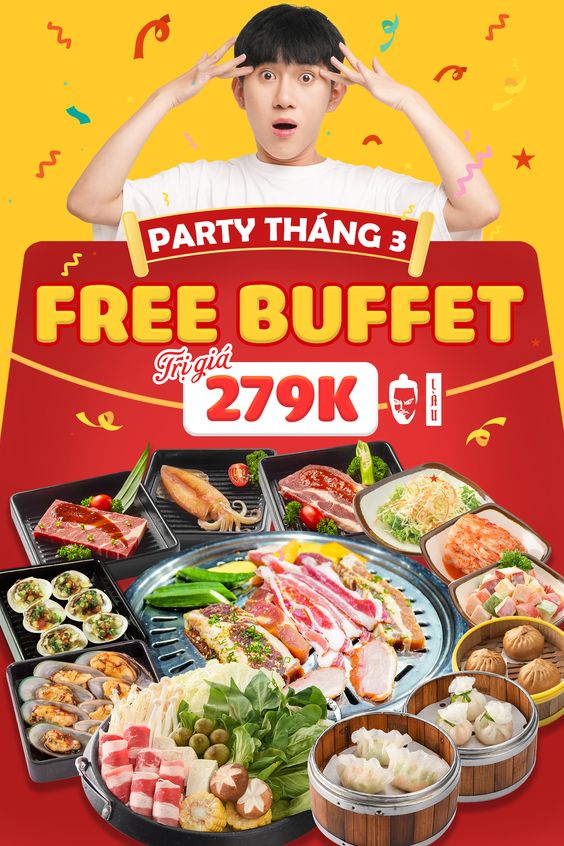 PARTY THÁNG 3
FREE BUFFET
Trị giá
279K
LẨU